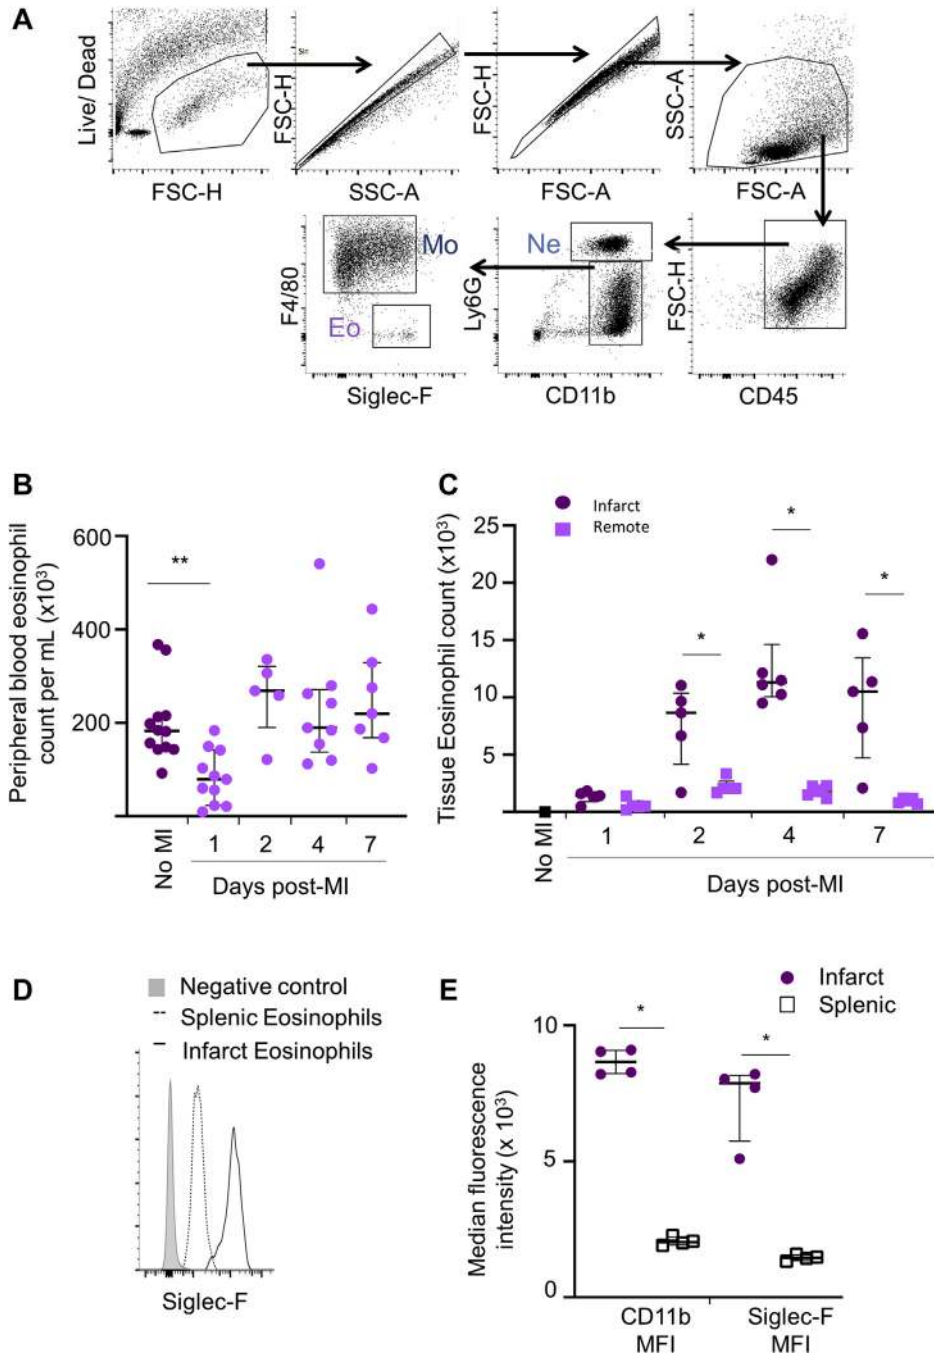 A
Live/ Dead
FSC-H
FSC-H
SSC-A
FSC-H
FSC-A
SSC-A
FSC-A
F4/80
Mo
Eo
Siglec-F
Ly6G
Ne
CD11b
FSC-H
CD45
B
Peripheral blood eosinophil
count per mL (x10³)
600
400
200
**
No MI
1
2
4
7
Days post-MI
C
Infarct
Remote
Tissue Eosinophil count (x10³)
25
20
15
10
5
*
*
*
No MI
1
2
4
7
Days post-MI
D
Negative control
Splenic Eosinophils
Infarct Eosinophils
Siglec-F
E
Infarct
Splenic
Median fluorescence
intensity (x 10³)
10
5
0
*
*
CD11b
MFI
Siglec-F
MFI